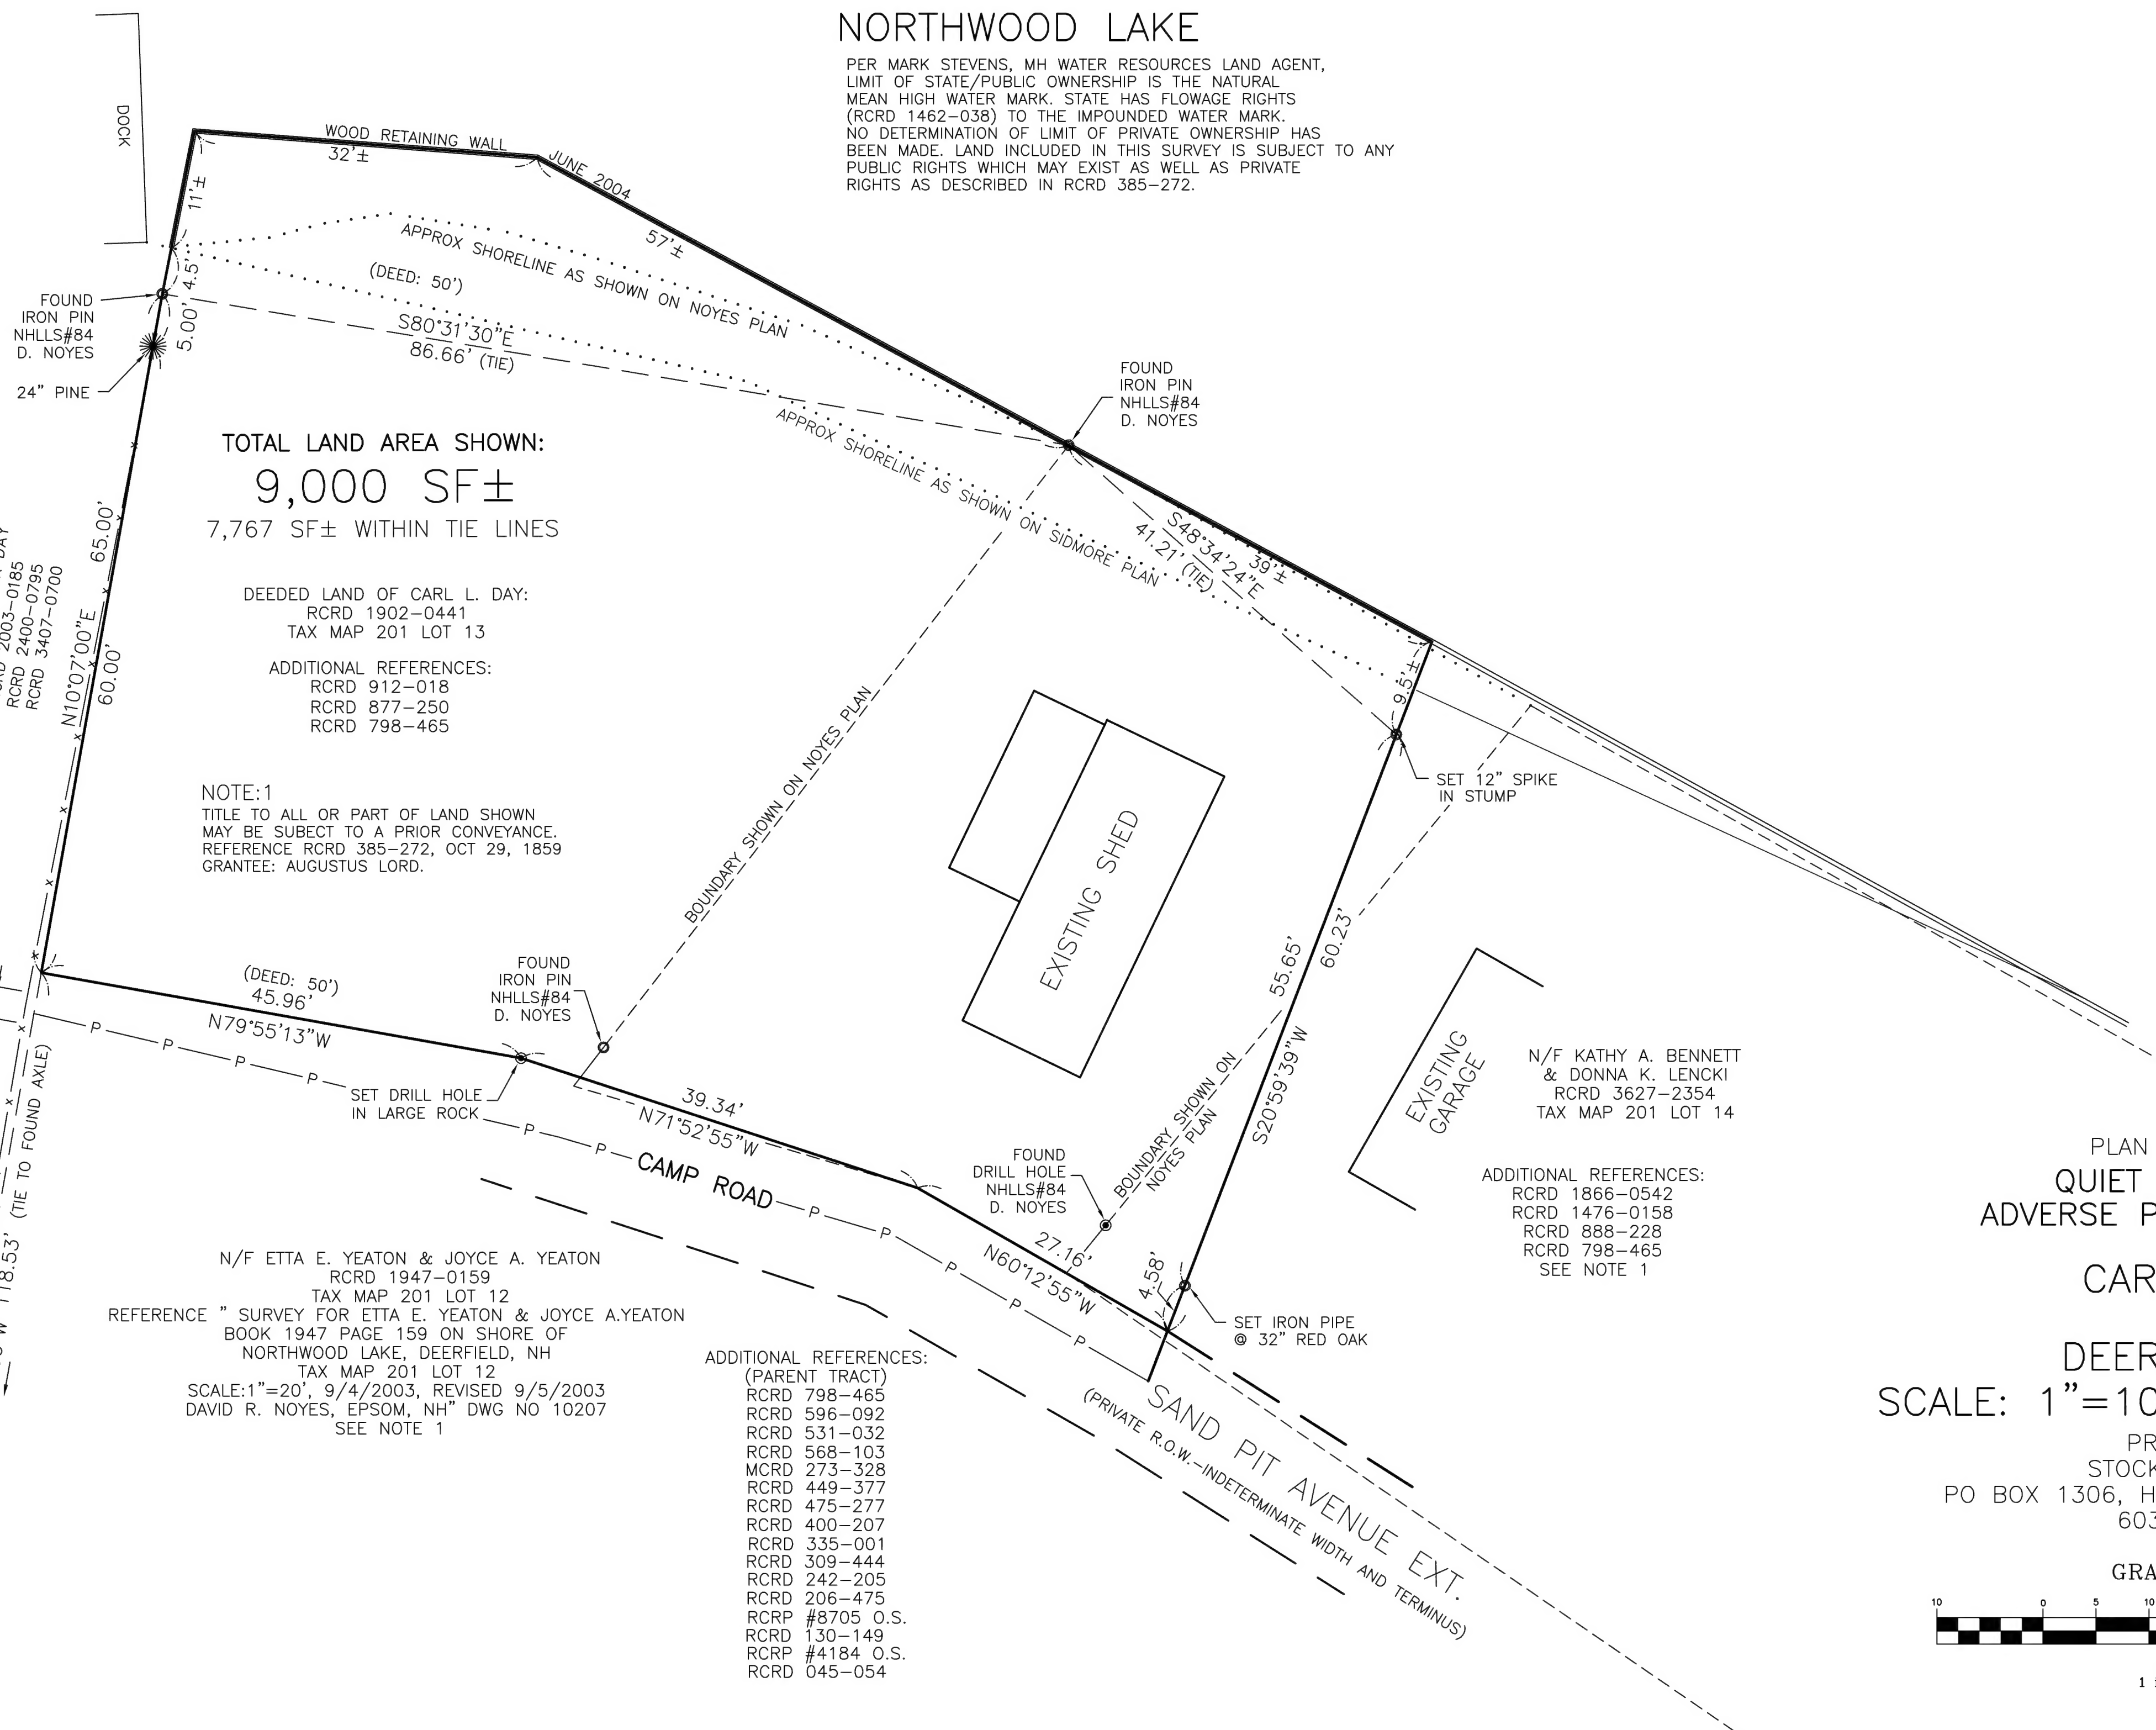 NORTHWOOD LAKE
PER MARK STEVENS, MH WATER RESOURCES LAND AGENT,
LIMIT OF STATE/PUBLIC OWNERSHIP IS THE NATURAL
MEAN HIGH WATER MARK. STATE HAS FLOWAGE RIGHTS
(RCRD 1462-038) TO THE IMPOUNDED WATER MARK.
NO DETERMINATION OF LIMIT OF PRIVATE OWNERSHIP HAS
BEEN MADE. LAND INCLUDED IN THIS SURVEY IS SUBJECT TO ANY
PUBLIC RIGHTS WHICH MAY EXIST AS WELL AS PRIVATE
RIGHTS AS DESCRIBED IN RCRD 385-272.
DOCK
WOOD RETAINING WALL
32'±
JUNE 2004
11'±
57'±
APPROX SHORELINE AS SHOWN ON NOYES PLAN
(DEED: 50')
4.5'
5.00'
S80°31'30"E
86.66' (TIE)
FOUND
IRON PIN
NHLLS#84
D. NOYES
24" PINE
FOUND
IRON PIN
NHLLS#84
D. NOYES
APPROX SHORELINE AS SHOWN ON SIDMORE PLAN
S48°34'24"E
41.21' (TIE)
39'±
9.5'±
SET 12" SPIKE
IN STUMP
TOTAL LAND AREA SHOWN:
9,000 SF±
7,767 SF± WITHIN TIE LINES
DEEDED LAND OF CARL L. DAY:
RCRD 1902-0441
TAX MAP 201 LOT 13
ADDITIONAL REFERENCES:
RCRD 912-018
RCRD 877-250
RCRD 798-465
NOTE:1
TITLE TO ALL OR PART OF LAND SHOWN
MAY BE SUBECT TO A PRIOR CONVEYANCE.
REFERENCE RCRD 385-272, OCT 29, 1859
GRANTEE: AUGUSTUS LORD.
DAY
2003-0185
RCRD 2400-0795
RCRD 3407-0700
65.00'
N10°07'00"E
60.00'
BOUNDARY SHOWN ON NOYES PLAN
EXISTING SHED
55.65'
60.23'
S20°59'39"W
EXISTING
GARAGE
N/F KATHY A. BENNETT
& DONNA K. LENCKI
RCRD 3627-2354
TAX MAP 201 LOT 14
ADDITIONAL REFERENCES:
RCRD 1866-0542
RCRD 1476-0158
RCRD 888-228
RCRD 798-465
SEE NOTE 1
(DEED: 50')
45.96'
N79°55'13"W
FOUND
IRON PIN
NHLLS#84
D. NOYES
SET DRILL HOLE
IN LARGE ROCK
39.34'
N71°52'55"W
P P P P P P P P P P P P
CAMP ROAD
FOUND
DRILL HOLE
NHLLS#84
D. NOYES
BOUNDARY SHOWN ON
NOYES PLAN
27.16'
N60°12'55"W
4.58'
SET IRON PIPE
@ 32" RED OAK
118.53' (TIE TO FOUND AXLE)
N/F ETTA E. YEATON & JOYCE A. YEATON
RCRD 1947-0159
TAX MAP 201 LOT 12
REFERENCE " SURVEY FOR ETTA E. YEATON & JOYCE A.YEATON
BOOK 1947 PAGE 159 ON SHORE OF
NORTHWOOD LAKE, DEERFIELD, NH
TAX MAP 201 LOT 12
SCALE:1"=20', 9/4/2003, REVISED 9/5/2003
DAVID R. NOYES, EPSOM, NH" DWG NO 10207
SEE NOTE 1
ADDITIONAL REFERENCES:
(PARENT TRACT)
RCRD 798-465
RCRD 596-092
RCRD 531-032
RCRD 568-103
MCRD 273-328
RCRD 449-377
RCRD 475-277
RCRD 400-207
RCRD 335-001
RCRD 309-444
RCRD 242-205
RCRD 206-475
RCRP #8705 O.S.
RCRD 130-149
RCRP #4184 O.S.
RCRD 045-054
SAND PIT AVENUE EXT.
(PRIVATE R.O.W.-INDETERMINATE WIDTH AND TERMINUS)
PLAN
QUIET
ADVERSE P
CAR
DEER
SCALE: 1"=10
PR
STOCK
PO BOX 1306, H
603
GRA
10 0 5 10
1